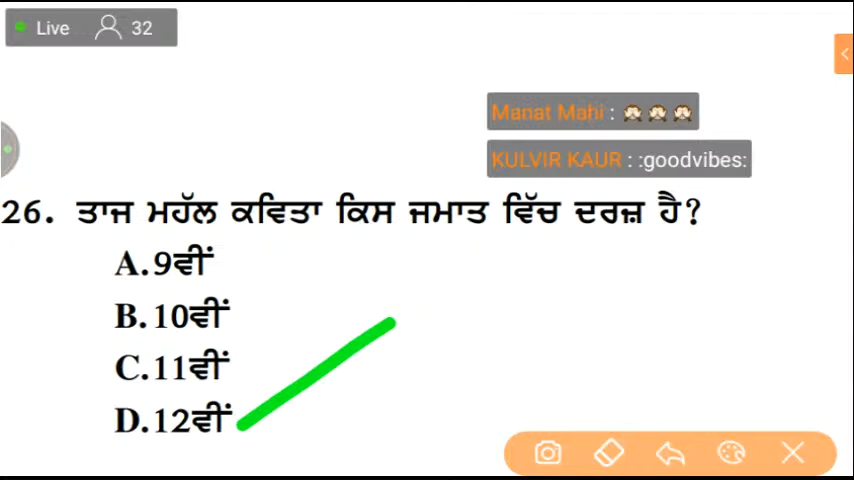 Live 32
Manat Mahi : 🙈🙈🙈
KULVIR KAUR : :goodvibes:
26. ਤਾਜ ਮਹੱਲ ਕਵਿਤਾ ਕਿਸ ਜਮਾਤ ਵਿੱਚ ਦਰਜ਼ ਹੈ?
A.9ਵੀਂ
B.10ਵੀਂ
C.11ਵੀਂ
D.12ਵੀਂ